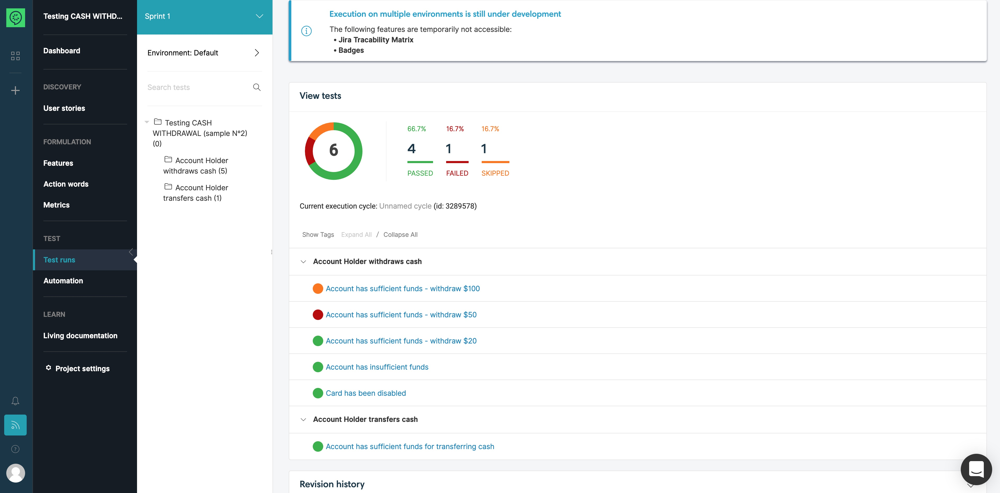 Testing CASH WITHD...
Dashboard
DISCOVERY
User stories
FORMULATION
Features
Action words
Metrics
TEST
Test runs
Automation
LEARN
Living documentation
Project settings
Sprint 1
Environment: Default
Search tests
Testing CASH
WITHDRAWAL (sample N°2)
(0)
Account Holder
withdraws cash (5)
Account Holder
transfers cash (1)
Execution on multiple environments is still under development
The following features are temporarily not accessible:
• Jira Tracability Matrix
• Badges
View tests
6
66.7% 16.7% 16.7%
4 1 1
PASSED FAILED SKIPPED
Current execution cycle: Unnamed cycle (id: 3289578)
Show Tags Expand All / Collapse All
Account Holder withdraws cash
Account has sufficient funds - withdraw $100
Account has sufficient funds - withdraw $50
Account has sufficient funds - withdraw $20
Account has insufficient funds
Card has been disabled
Account Holder transfers cash
Account has sufficient funds for transferring cash
Revision history